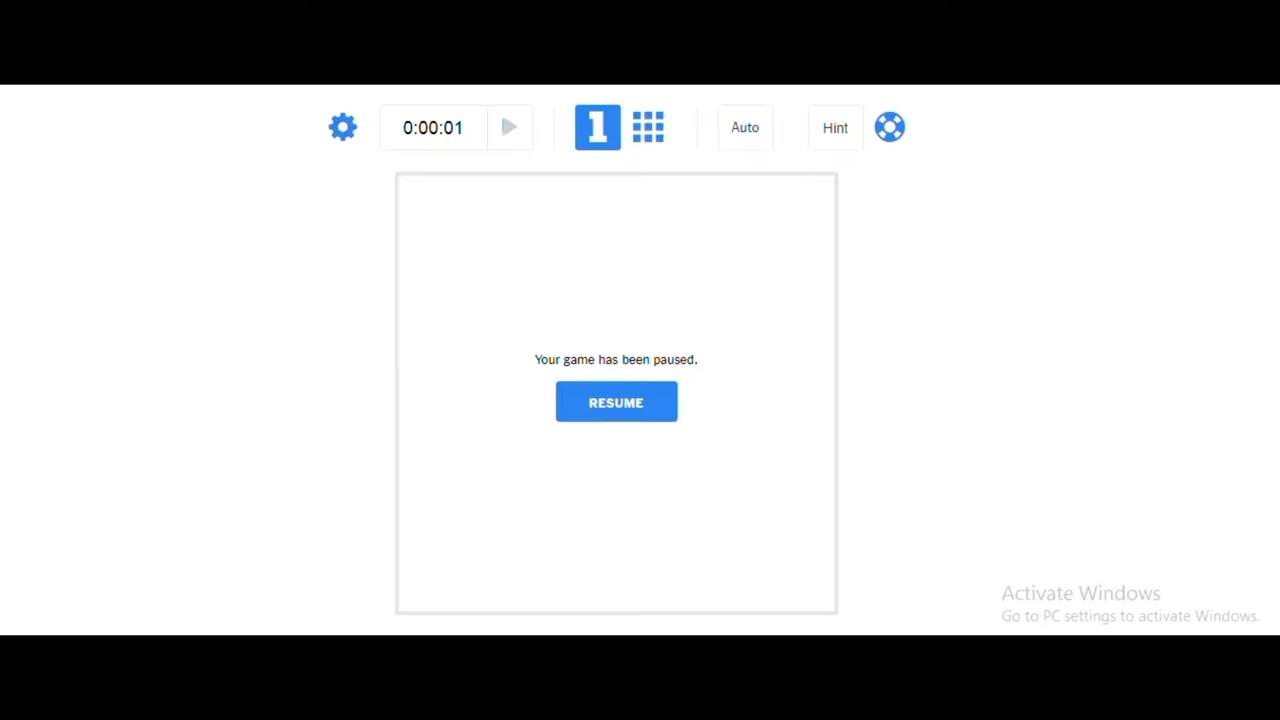 0:00:01
1
Auto
Hint
Your game has been paused.
RESUME
Activate Windows
Go to PC settings to activate Windows.